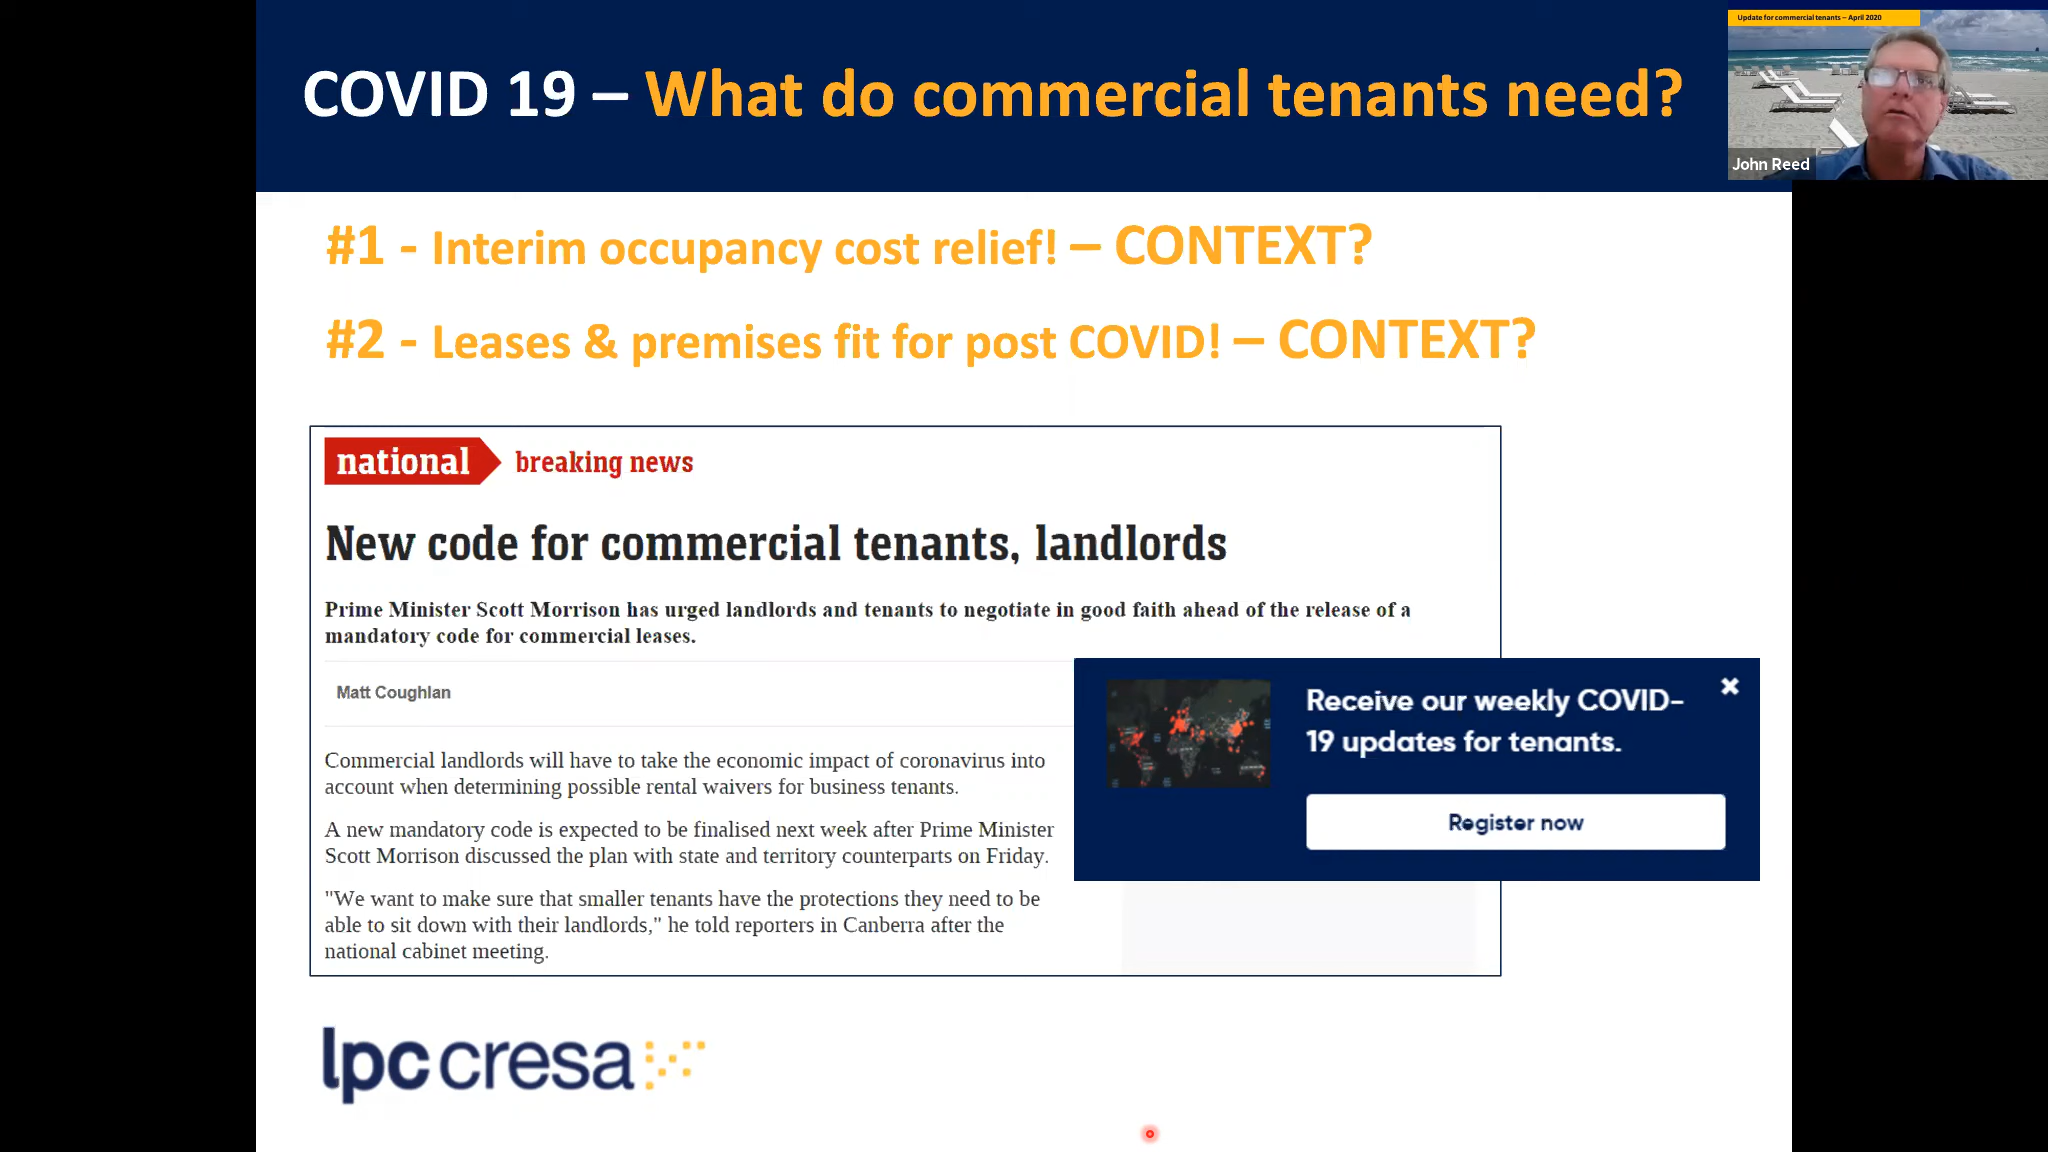 COVID 19 – What do commercial tenants need?
Update for commercial tenants – April 2020
John Reed
#1 - Interim occupancy cost relief! – CONTEXT?
#2 - Leases & premises fit for post COVID! – CONTEXT?
national breaking news
New code for commercial tenants, landlords
Prime Minister Scott Morrison has urged landlords and tenants to negotiate in good faith ahead of the release of a
mandatory code for commercial leases.
Matt Coughlan
Commercial landlords will have to take the economic impact of coronavirus into
account when determining possible rental waivers for business tenants.
A new mandatory code is expected to be finalised next week after Prime Minister
Scott Morrison discussed the plan with state and territory counterparts on Friday.
"We want to make sure that smaller tenants have the protections they need to be
able to sit down with their landlords," he told reporters in Canberra after the
national cabinet meeting.
Receive our weekly COVID-
19 updates for tenants.
Register now
lpc cresa